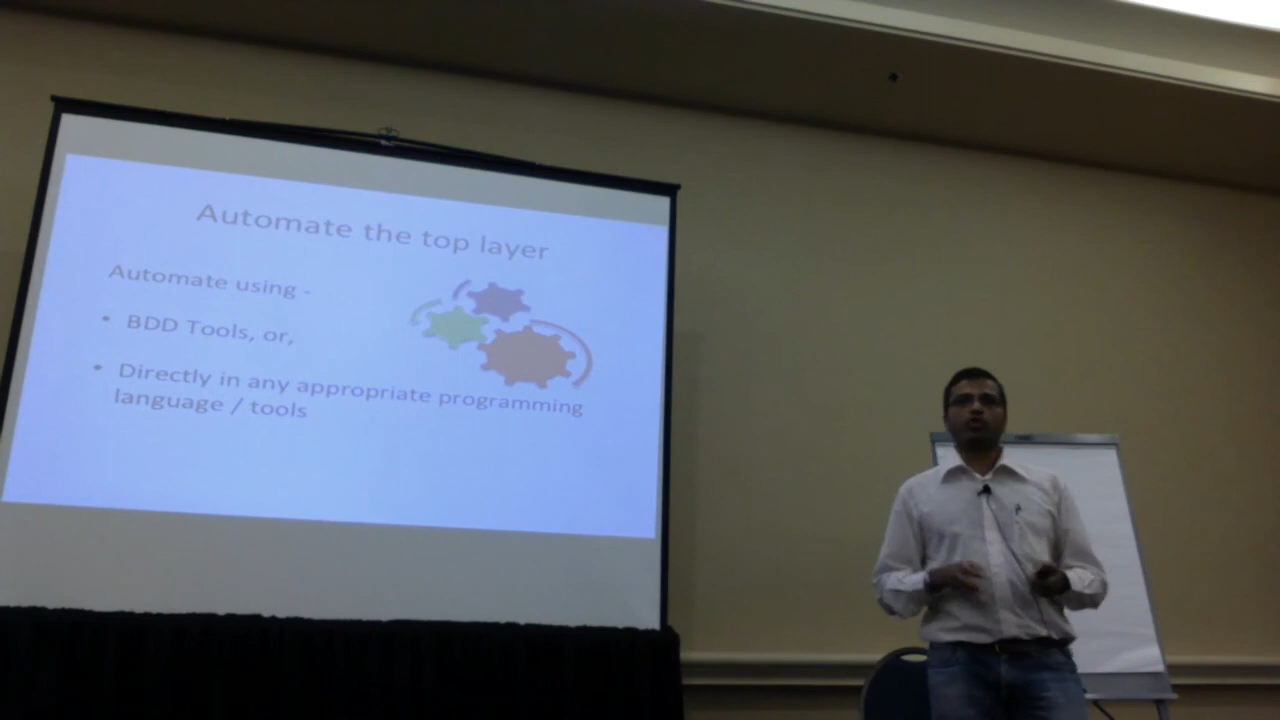 Automate the top layer
Automate using -
• BDD Tools, or,
• Directly in any appropriate programming
language / tools